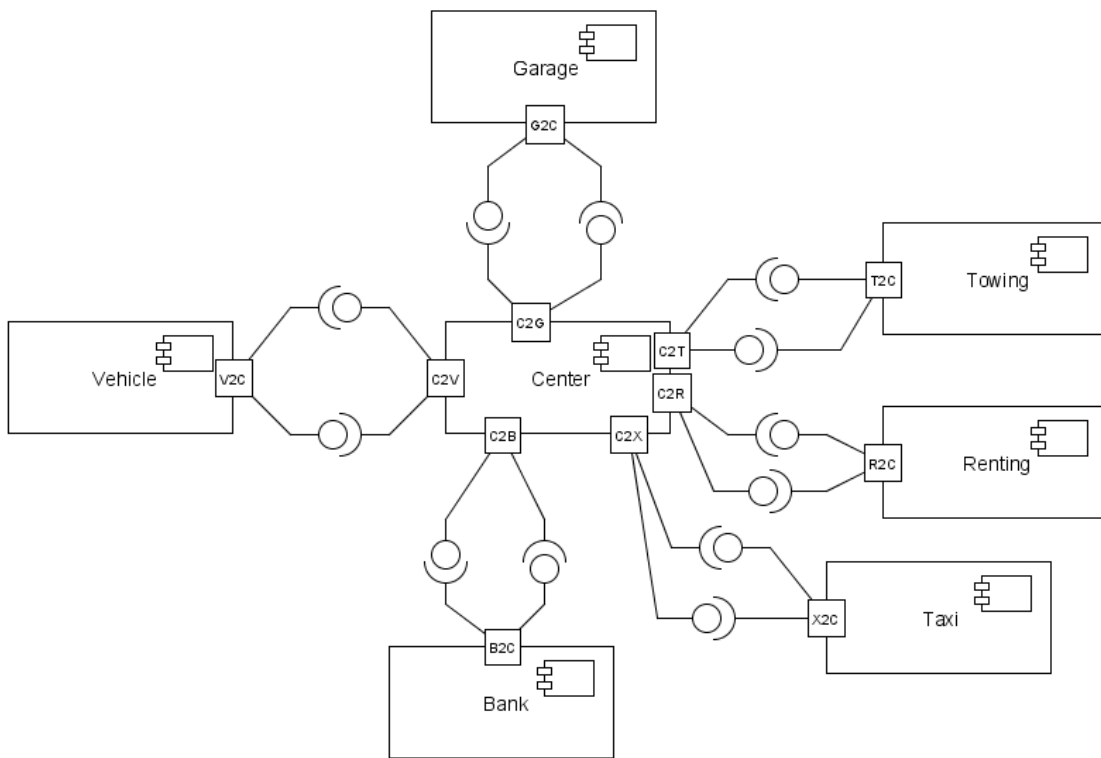 Garage
G2C
T2C
Towing
C2G
C2T
Vehicle
V2C
C2V
Center
C2R
C2B
C2X
R2C
Renting
X2C
Taxi
B2C
Bank